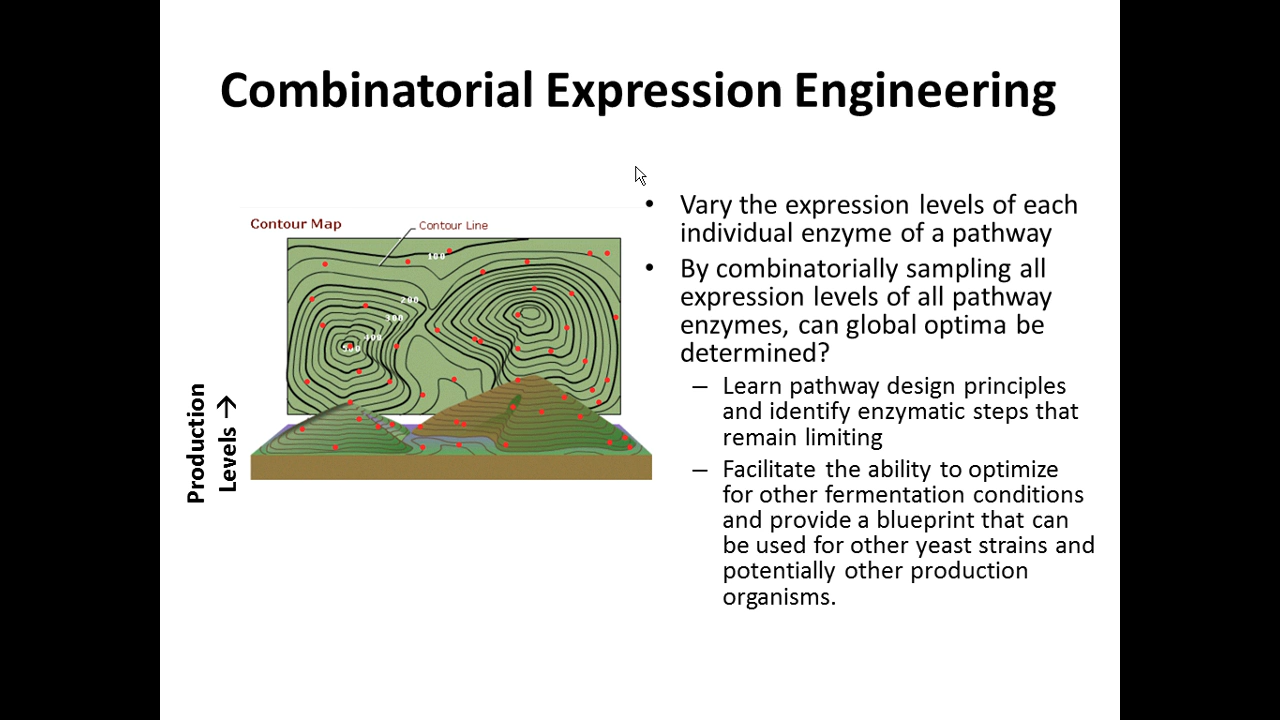 Combinatorial Expression Engineering
Contour Map
Contour Line
100
200
300
400
500
Production
Levels →
• Vary the expression levels of each
individual enzyme of a pathway
• By combinatorially sampling all
expression levels of all pathway
enzymes, can global optima be
determined?
– Learn pathway design principles
and identify enzymatic steps that
remain limiting
– Facilitate the ability to optimize
for other fermentation conditions
and provide a blueprint that can
be used for other yeast strains and
potentially other production
organisms.